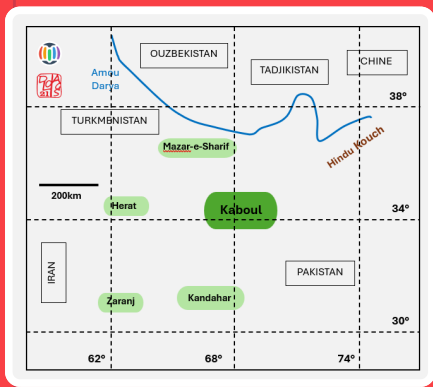 OUZBEKISTAN
CHINE
TADJIKISTAN
Amou
Darya
38°
TURKMENISTAN
Mazar-e-Sharif
Hindu Kouch
200km
Herat
Kaboul
34°
IRAN
PAKISTAN
Zaranj
Kandahar
30°
62°
68°
74°